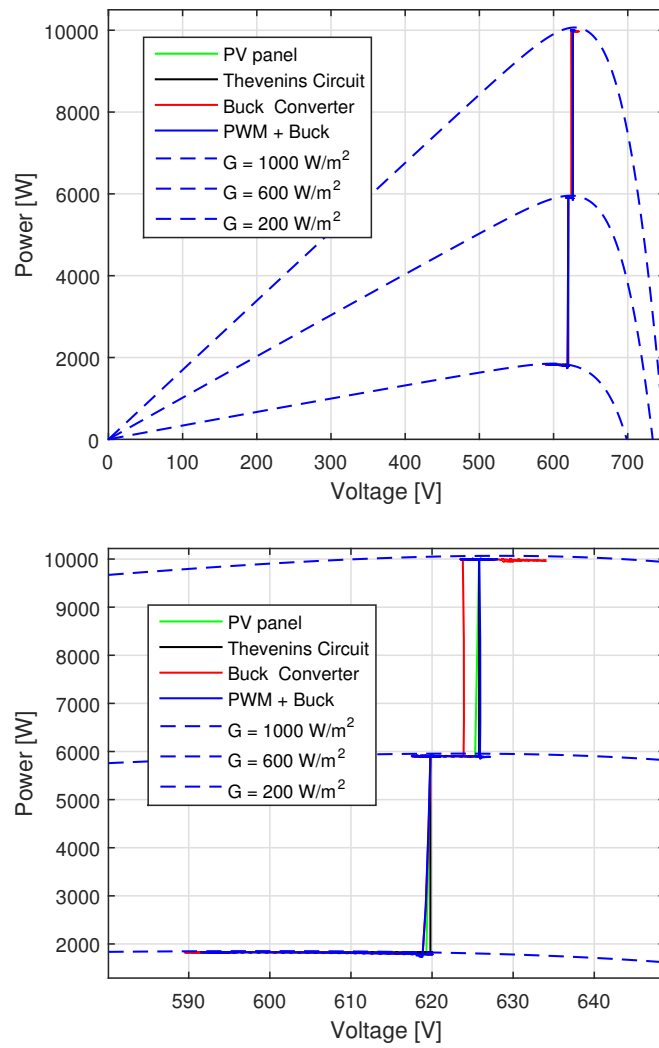 10000
8000
6000
4000
2000
0
Power [W]
PV panel
Thevenins Circuit
Buck  Converter
PWM + Buck
G = 1000 W/m²
G = 600 W/m²
G = 200 W/m²
0 100 200 300 400 500 600 700
Voltage [V]
10000
9000
8000
7000
6000
5000
4000
3000
2000
Power [W]
PV panel
Thevenins Circuit
Buck  Converter
PWM + Buck
G = 1000 W/m²
G = 600 W/m²
G = 200 W/m²
590 600 610 620 630 640
Voltage [V]